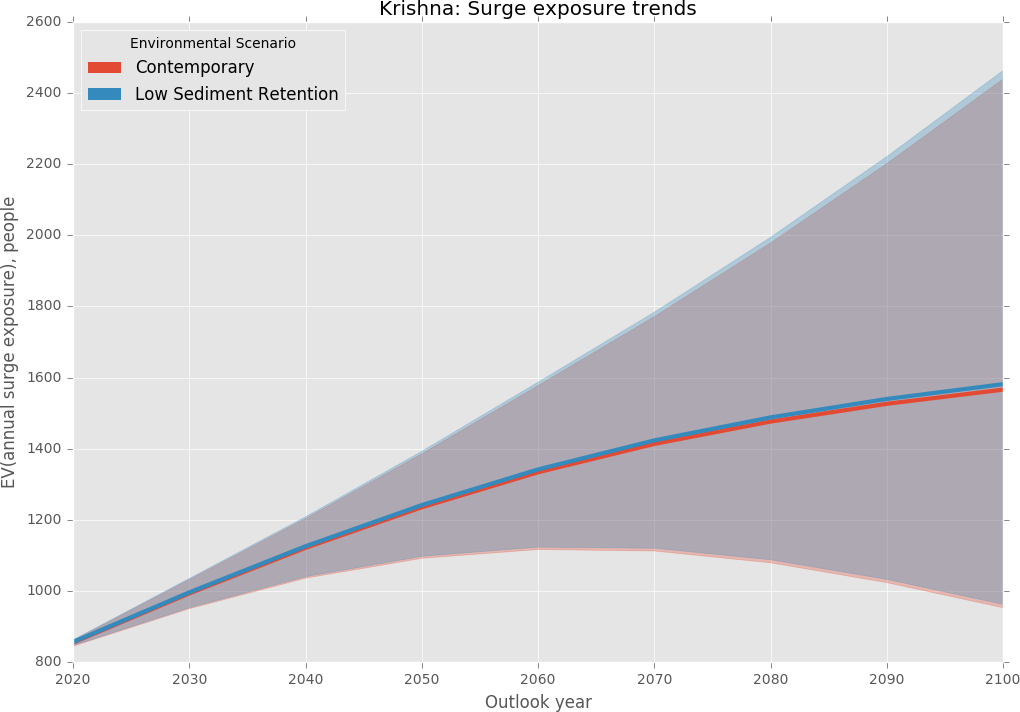 Krishna: Surge exposure trends
Environmental Scenario
Contemporary
Low Sediment Retention
EV(annual surge exposure), people
2600
2400
2200
2000
1800
1600
1400
1200
1000
800
2020 2030 2040 2050 2060 2070 2080 2090 2100
Outlook year